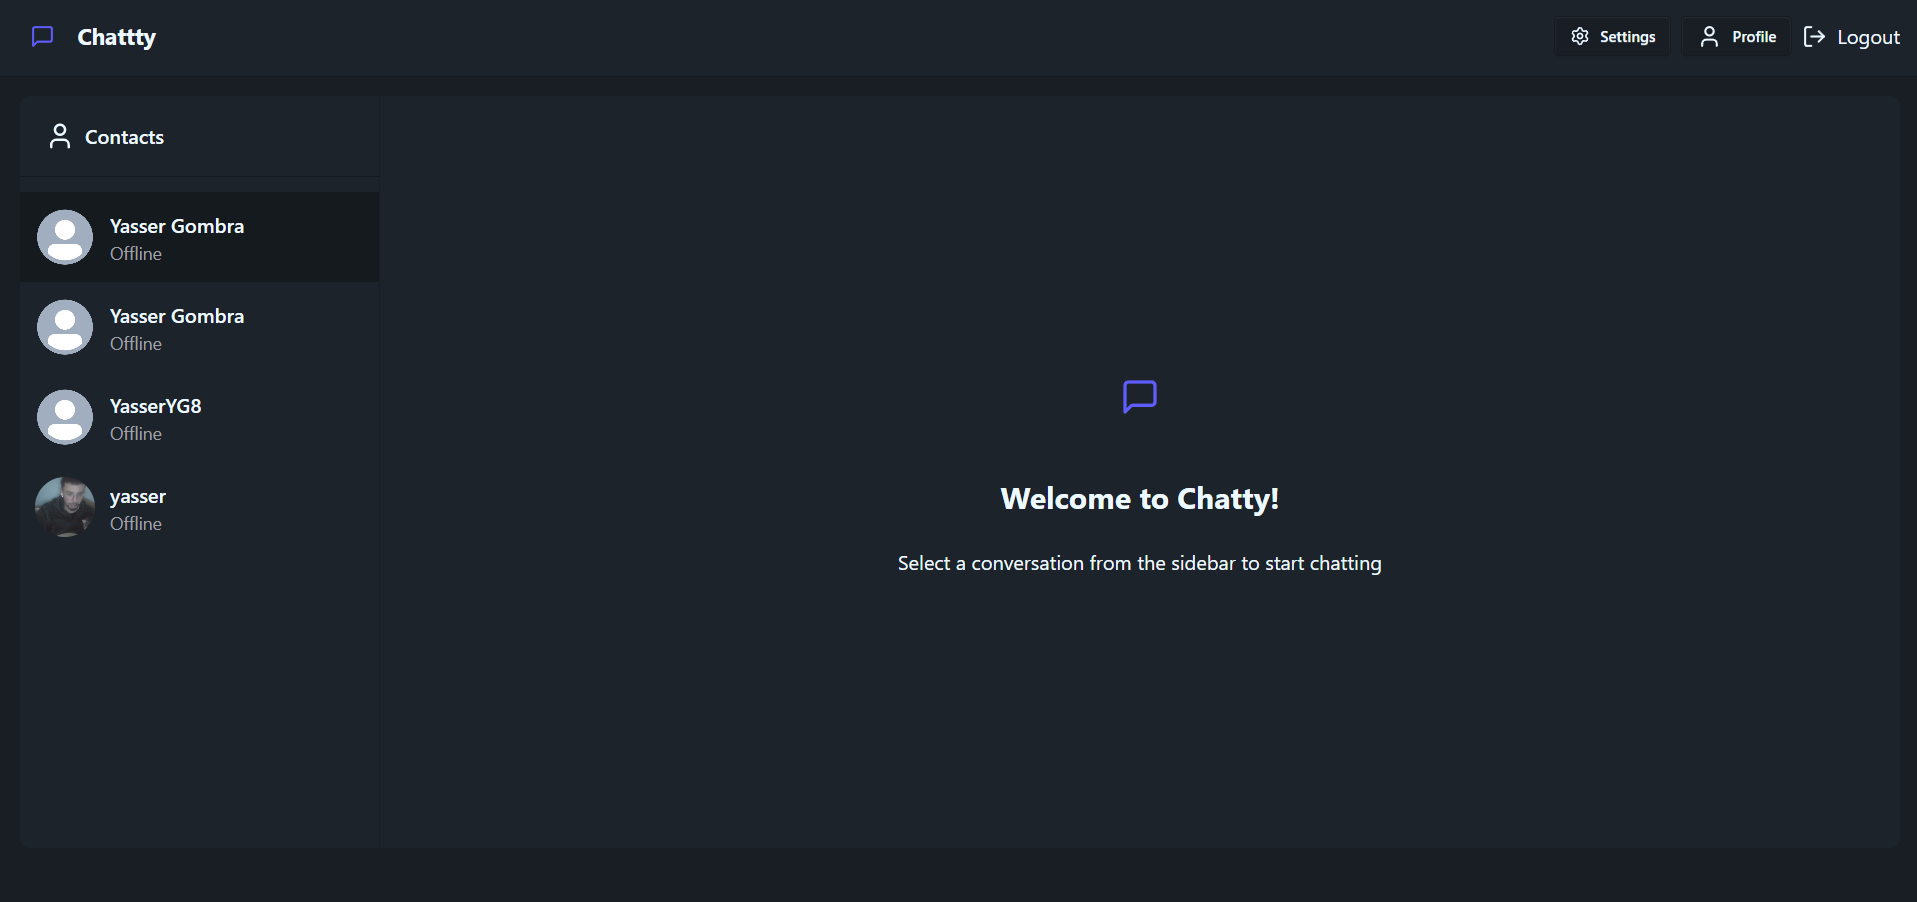 Chattty
Settings
Profile
Logout
Contacts
Yasser Gombra
Offline
Yasser Gombra
Offline
YasserYG8
Offline
yasser
Offline
Welcome to Chatty!
Select a conversation from the sidebar to start chatting